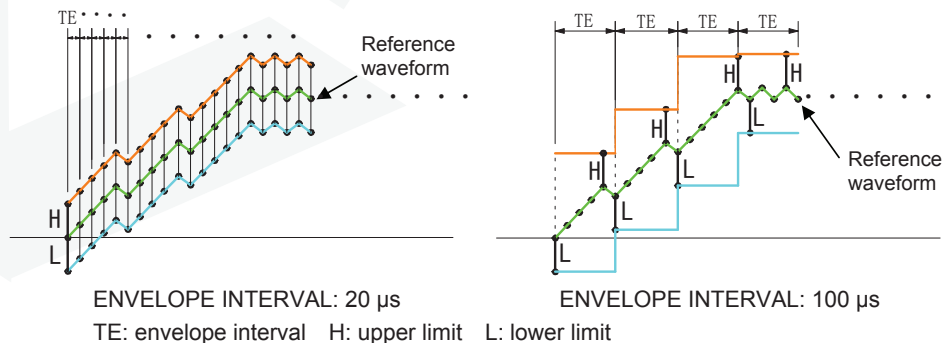 TE
Reference
waveform
H
L
ENVELOPE INTERVAL: 20 µs
TE TE TE TE
H
H
H H
L
L
L
L
Reference
waveform
ENVELOPE INTERVAL: 100 µs
TE: envelope interval H: upper limit L: lower limit